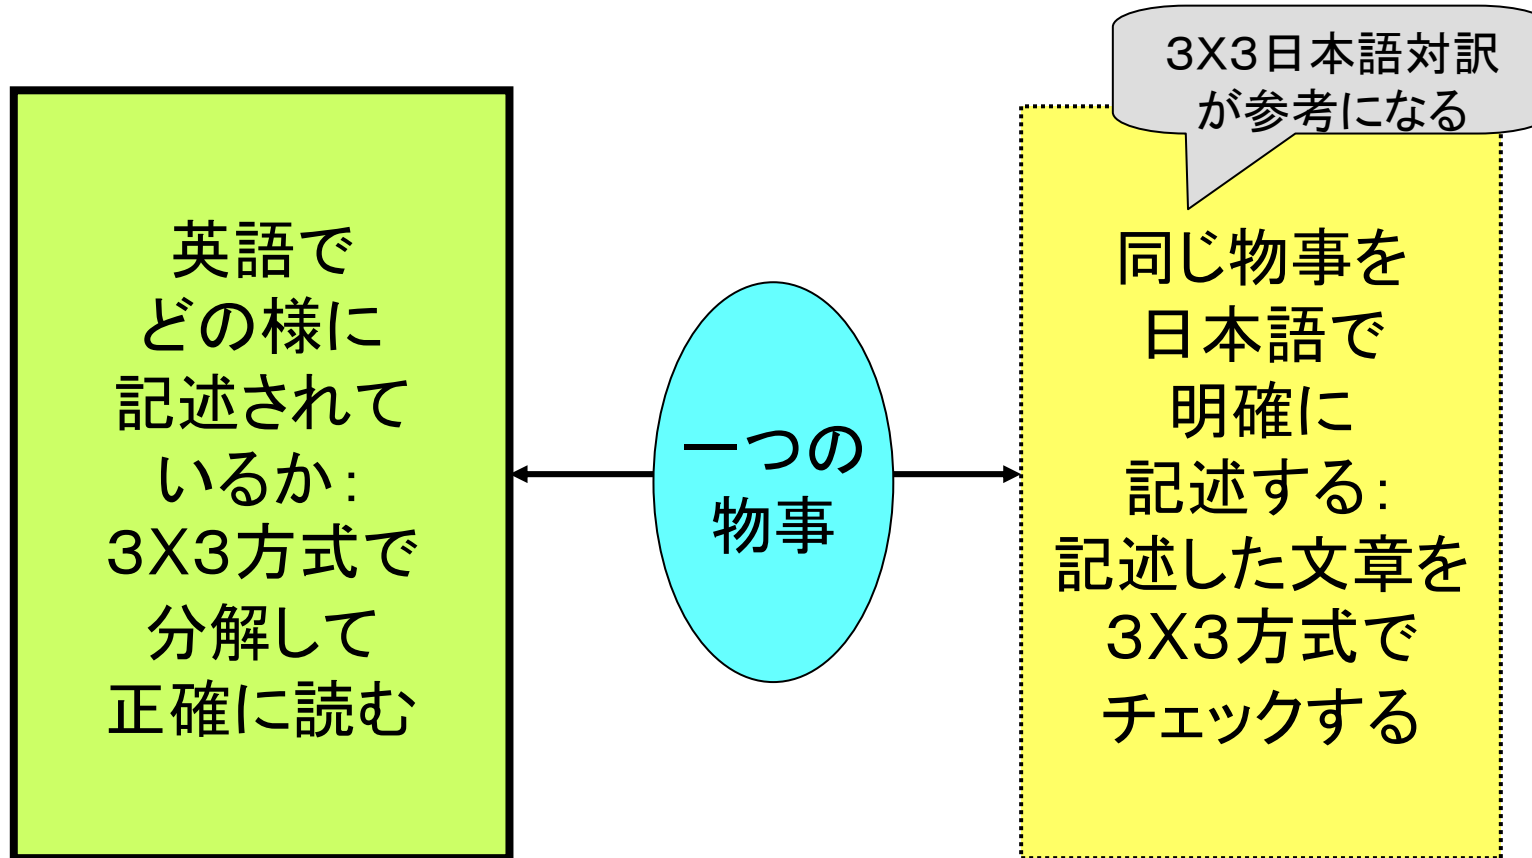 3X3日本語対訳
が参考になる
英語で
どの様に
記述されて
いるか：
3X3方式で
分解して
正確に読む
一つの
物事
同じ物事を
日本語で
明確に
記述する：
記述した文章を
3X3方式で
チェックする